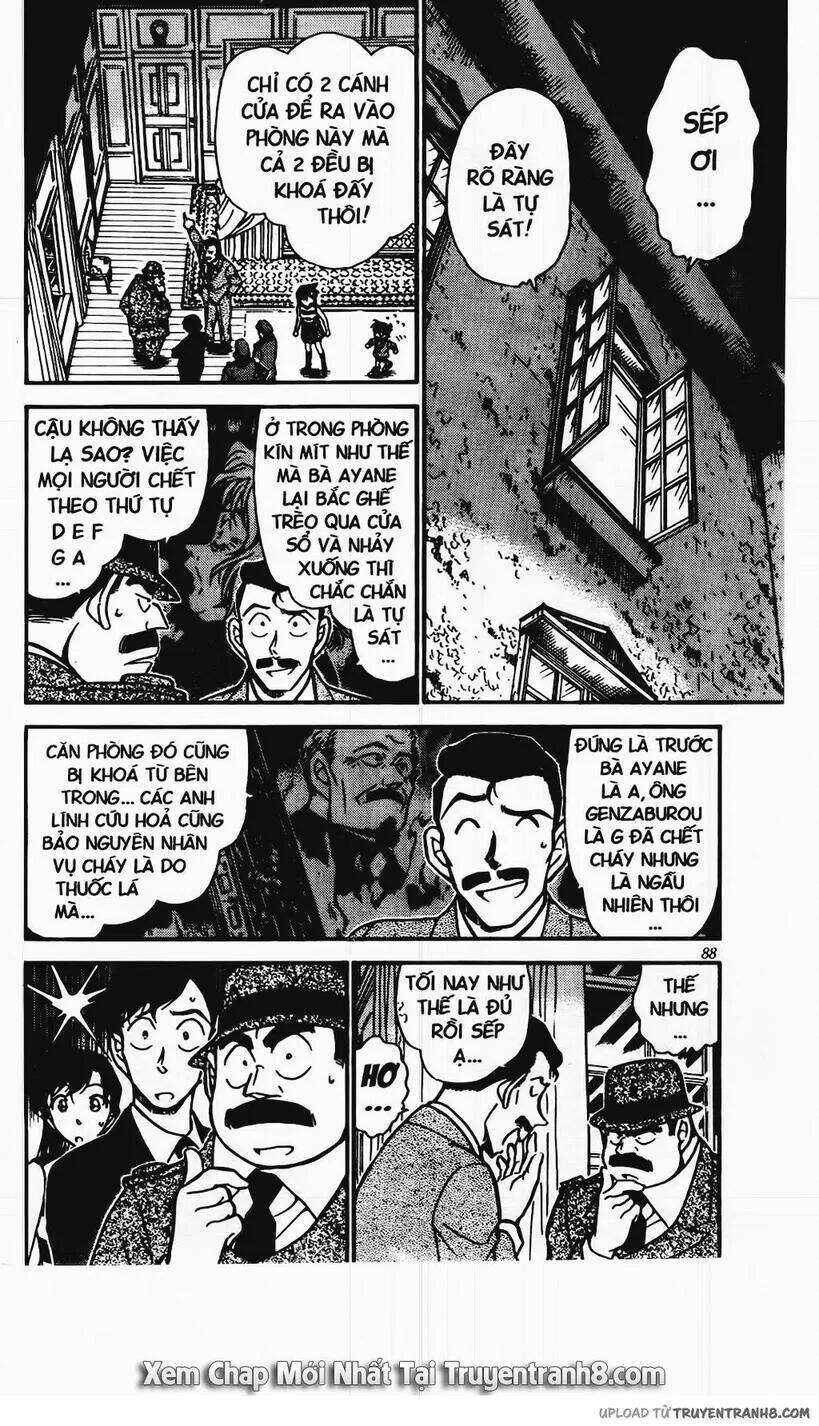 SẾP
ƠI
...
ĐÂY
RÕ RÀNG
LÀ TỰ
SÁT!
CHỈ CÓ 2 CÁNH
CỬA ĐỂ RA VÀO
PHÒNG NÀY MÀ
CẢ 2 ĐỀU BỊ
KHOÁ ĐẤY
THÔI!
Ở TRONG PHÒNG
KÍN MÍT NHƯ THẾ
MÀ BÀ AYANE
LẠI BẮC GHẾ
TRÈO QUA CỬA
SỔ VÀ NHẢY
XUỐNG THÌ
CHẮC CHẮN
LÀ TỰ
SÁT
...
CẬU KHÔNG THẤY
LẠ SAO? VIỆC
MỌI NGƯỜI CHẾT
THEO THỨ TỰ
D E F
G A
...
ĐÚNG LÀ TRƯỚC
BÀ AYANE
LÀ A, ÔNG
GENZABUROU
LÀ G ĐÃ CHẾT
CHÁY NHƯNG
LÀ NGẪU
NHIÊN THÔI
...
CĂN PHÒNG ĐÓ CŨNG
BỊ KHOÁ TỪ BÊN
TRONG... CÁC ANH
LÍNH CỨU HOẢ CŨNG
BẢO NGUYÊN NHÂN
VỤ CHÁY LÀ DO
THUỐC LÁ
MÀ...
88
THẾ
NHƯNG
...
TỐI NAY NHƯ
THẾ LÀ ĐỦ
RỒI SẾP
Ạ...
HƠ
...
Xem Chap Mới Nhất Tại Truyentranh8.com
UPLOAD TỪ TRUYENTRANH8.COM